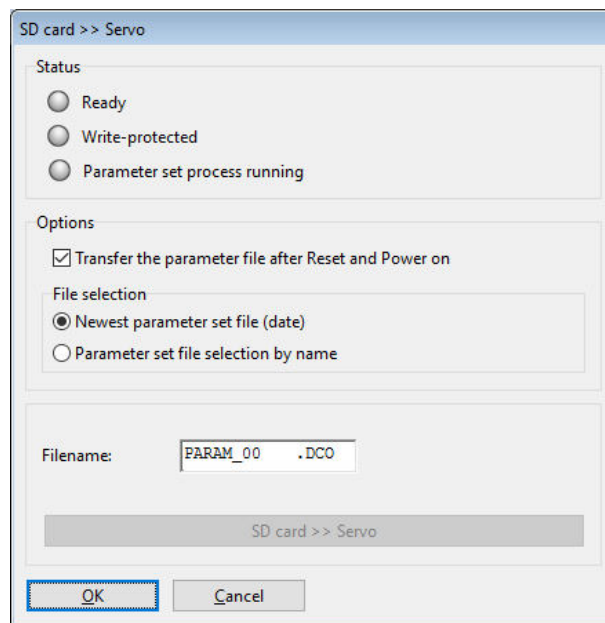 SD card >> Servo
Status
Ready
Write-protected
Parameter set process running
Options
Transfer the parameter file after Reset and Power on
File selection
Newest parameter set file (date)
Parameter set file selection by name
Filename: PARAM_00 .DCO
SD card >> Servo
OK Cancel